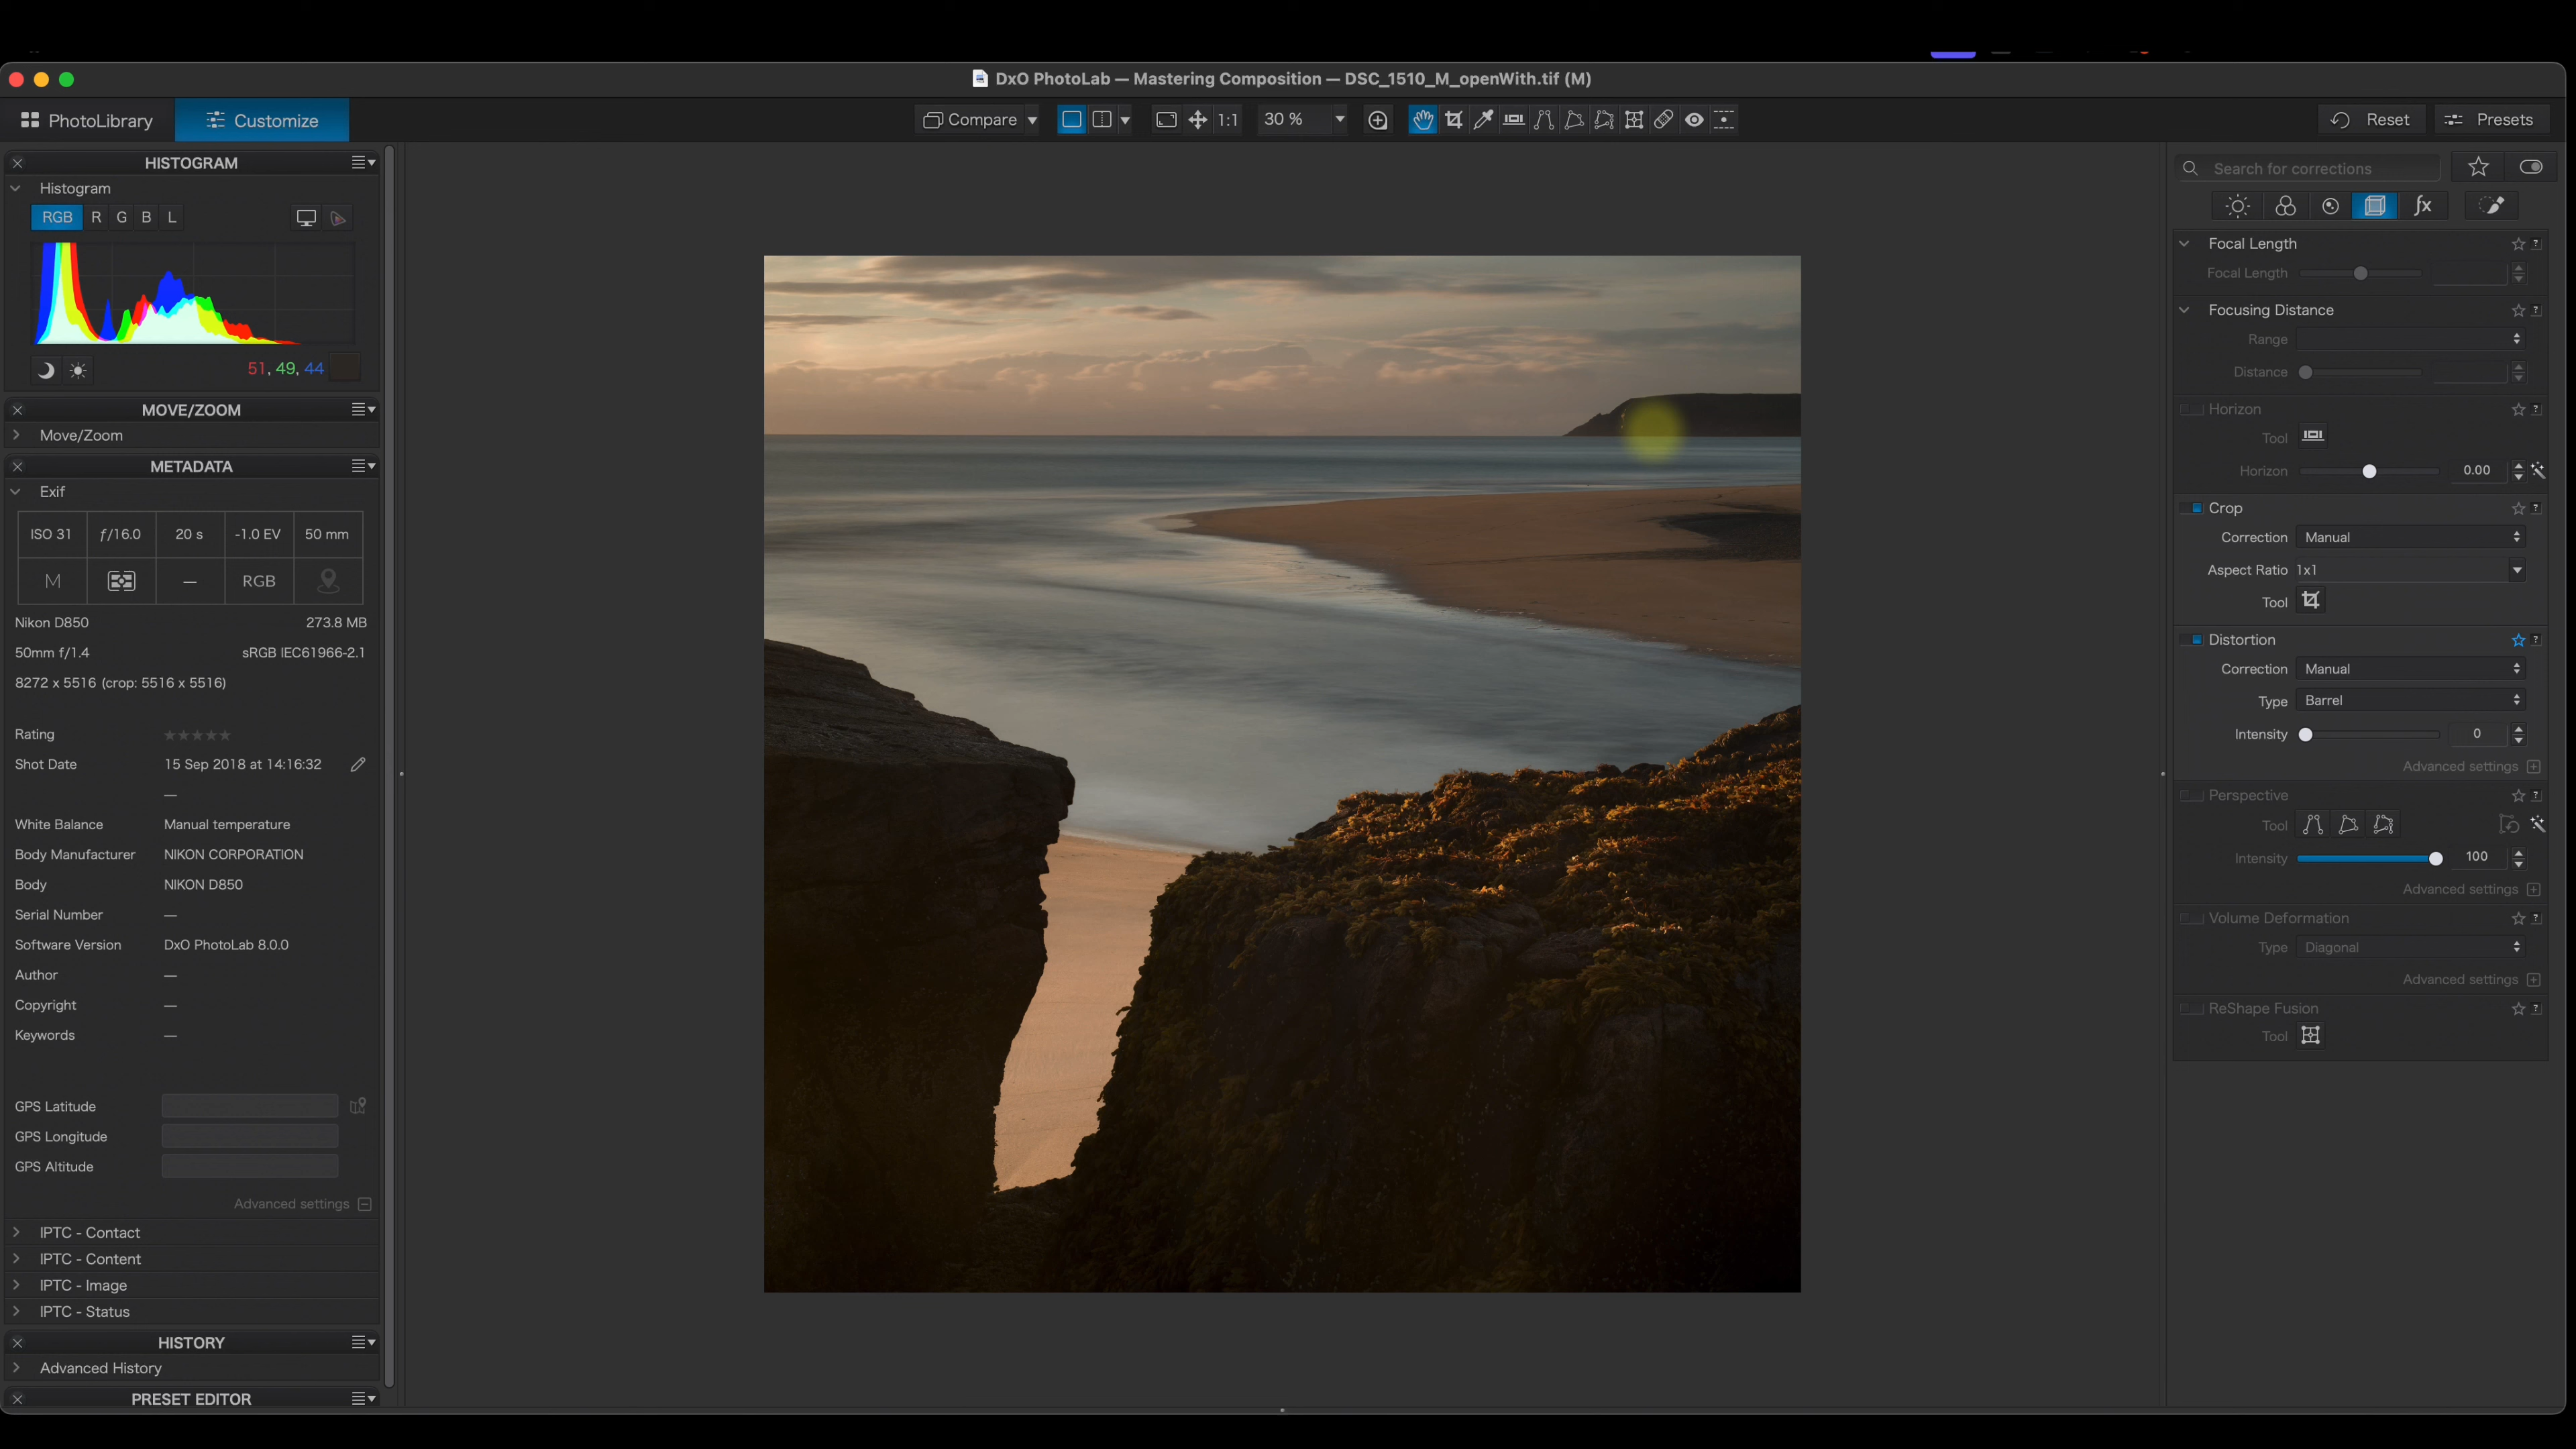 DxO PhotoLab — Mastering Composition — DSC_1510_M_openWith.tif (M)
PhotoLibrary
Customize
Compare
1:1
30 %
Reset
Presets
HISTOGRAM
Histogram
RGB R G B L
51, 49, 44
MOVE/ZOOM
Move/Zoom
METADATA
Exif
ISO 31 ƒ/16.0 20 s -1.0 EV 50 mm
M — RGB
Nikon D850 273.8 MB
50mm f/1.4 sRGB IEC61966-2.1
8272 x 5516 (crop: 5516 x 5516)
Rating ★★★★★
Shot Date 15 Sep 2018 at 14:16:32
—
White Balance Manual temperature
Body Manufacturer NIKON CORPORATION
Body NIKON D850
Serial Number —
Software Version DxO PhotoLab 8.0.0
Author —
Copyright —
Keywords —
GPS Latitude
GPS Longitude
GPS Altitude
Advanced settings
IPTC - Contact
IPTC - Content
IPTC - Image
IPTC - Status
HISTORY
Advanced History
PRESET EDITOR
Search for corrections
fx
Focal Length ?
Focal Length
Focusing Distance ?
Range
Distance
Horizon ?
Tool
Horizon 0.00
Crop ?
Correction Manual
Aspect Ratio 1x1
Tool
Distortion ?
Correction Manual
Type Barrel
Intensity 0
Advanced settings
Perspective ?
Tool
Intensity 100
Advanced settings
Volume Deformation ?
Type Diagonal
Advanced settings
ReShape Fusion ?
Tool